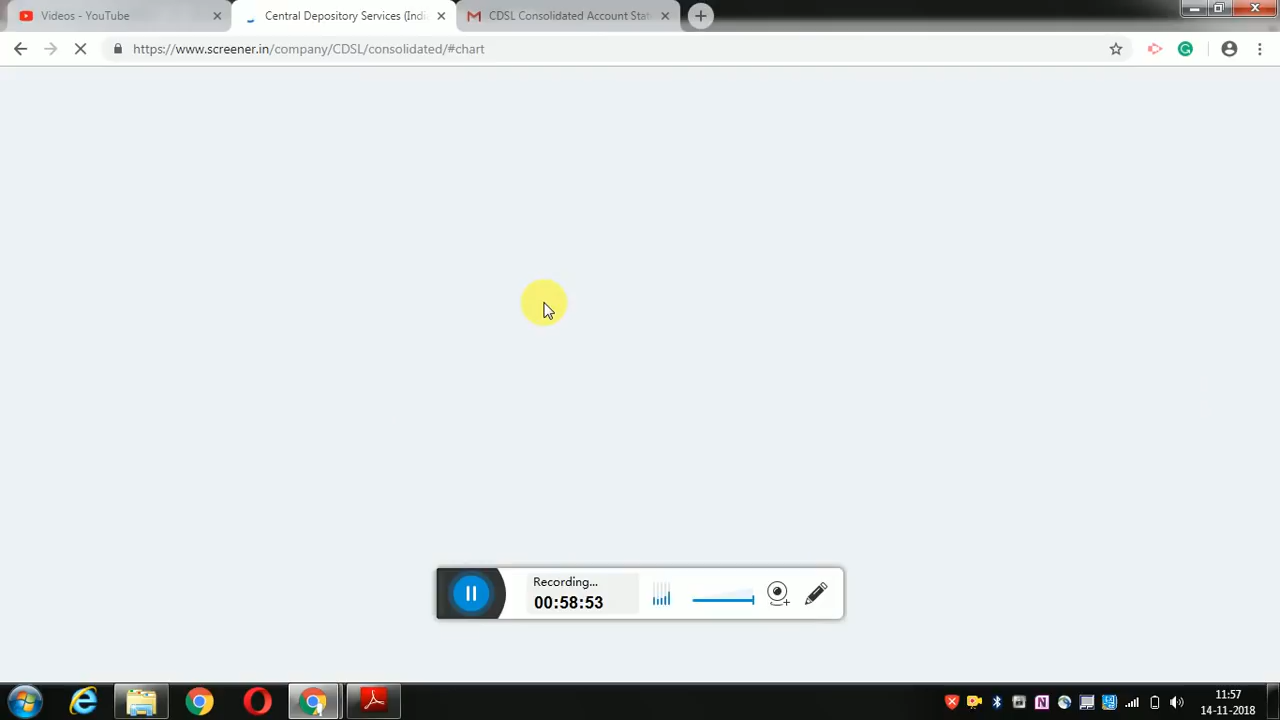 Videos - YouTube
Central Depository Services (Indi
CDSL Consolidated Account Stat
https://www.screener.in/company/CDSL/consolidated/#chart
Recording...
00:58:53
11:57
14-11-2018